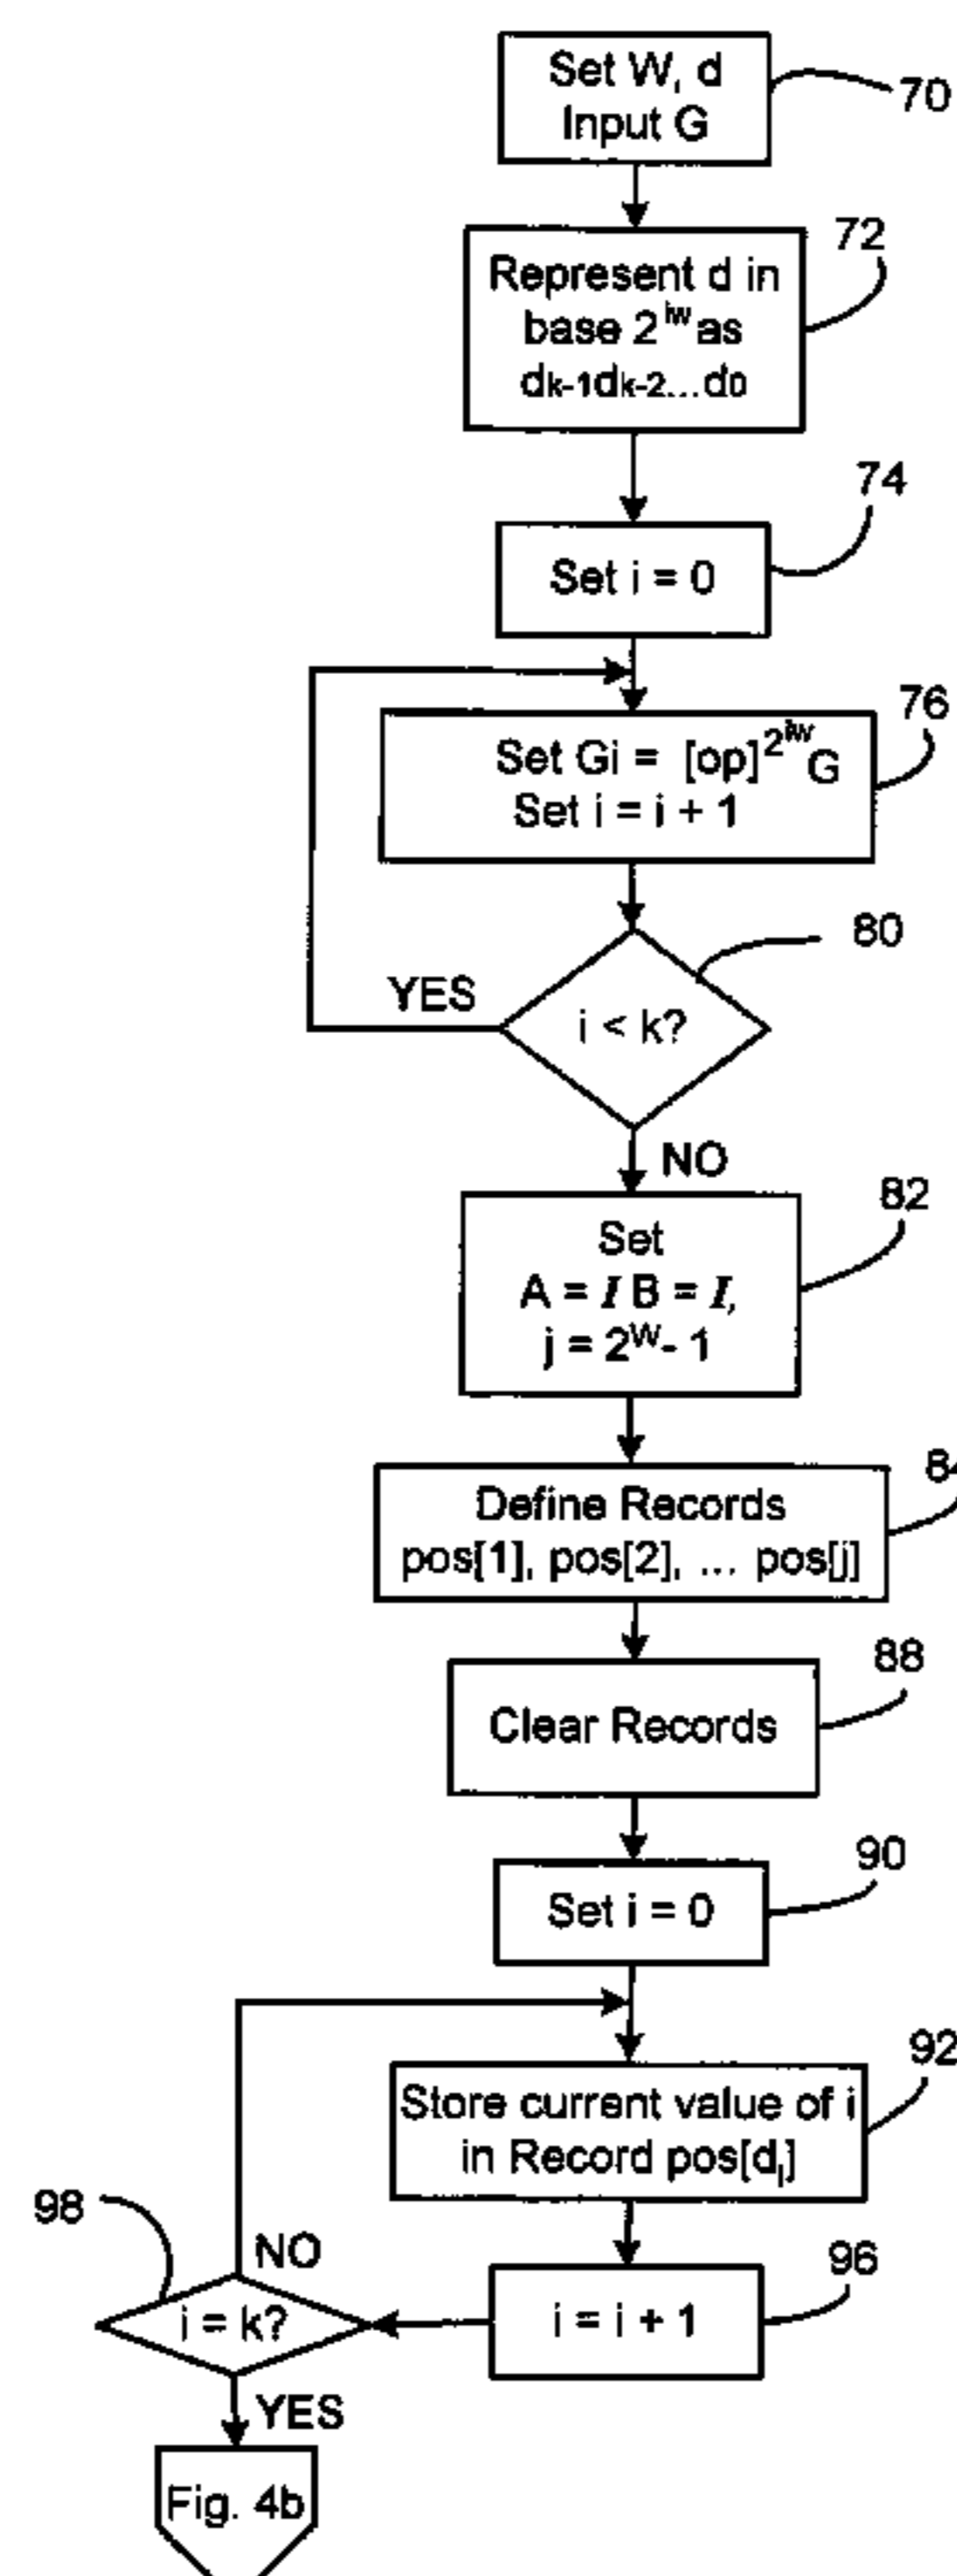 Set W, d
Input G
70
72
Represent d in
base 2^iw as
dk-1dk-2...d0
74
Set i = 0
76
Set Gi = [op]^2^iw G
Set i = i + 1
80
YES
i < k?
NO
82
Set
A = I B = I,
j = 2^W - 1
84
Define Records
pos[1], pos[2], ... pos[j]
88
Clear Records
90
Set i = 0
92
Store current value of i
in Record pos[d_i]
98
NO
96
i = k?
i = i + 1
YES
Fig. 4b